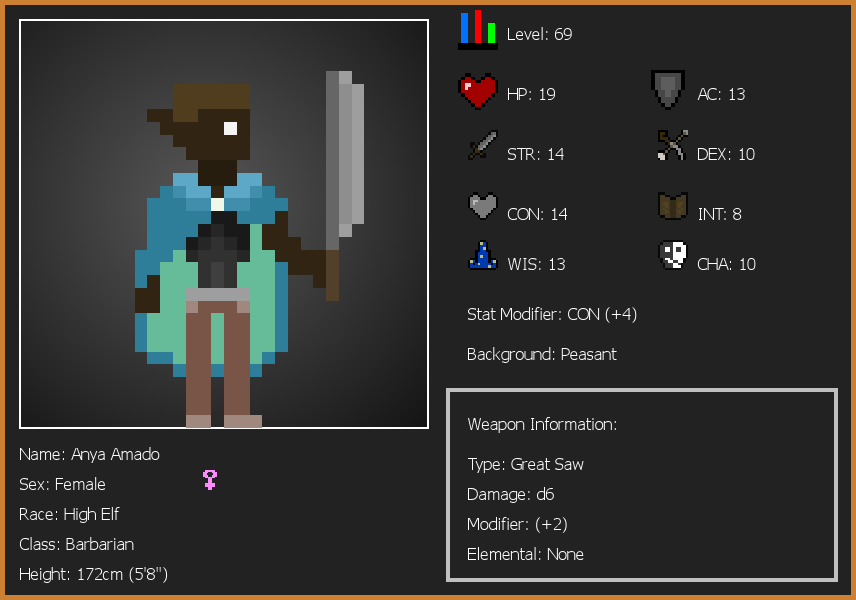 Level: 69
HP: 19
AC: 13
STR: 14
DEX: 10
CON: 14
INT: 8
WIS: 13
CHA: 10
Stat Modifier: CON (+4)
Background: Peasant
Weapon Information:
Type: Great Saw
Damage: d6
Modifier: (+2)
Elemental: None
Name: Anya Amado
Sex: Female
Race: High Elf
Class: Barbarian
Height: 172cm (5'8")